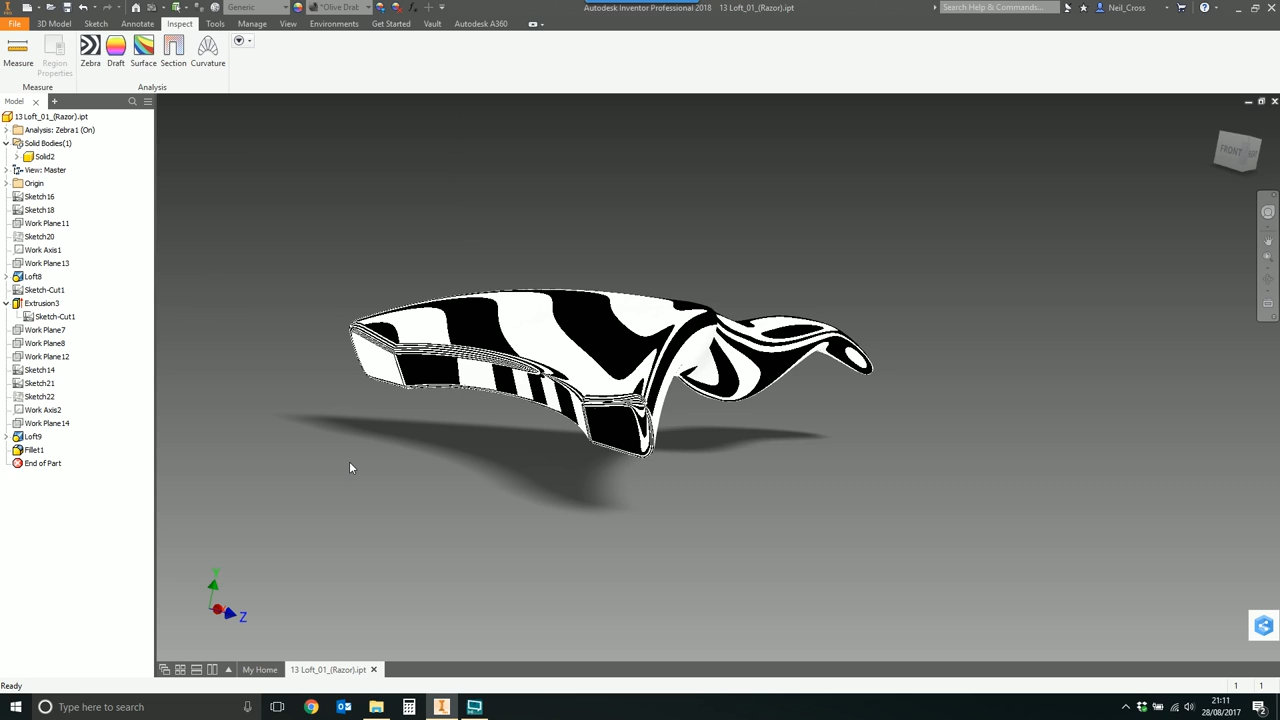 Generic
*Olive Drab
Autodesk Inventor Professional 2018 13 Loft_01_(Razor).ipt
Search Help & Commands...
Neil_Cross
File 3D Model Sketch Annotate Inspect Tools Manage View Environments Get Started Vault Autodesk A360
Measure Region Properties Zebra Draft Surface Section Curvature
Measure Analysis
Model
13 Loft_01_(Razor).ipt
Analysis: Zebra1 (On)
Solid Bodies(1)
Solid2
View: Master
Origin
Sketch16
Sketch18
Work Plane11
Sketch20
Work Axis1
Work Plane13
Loft8
Sketch-Cut1
Extrusion3
Sketch-Cut1
Work Plane7
Work Plane8
Work Plane12
Sketch14
Sketch21
Sketch22
Work Axis2
Work Plane14
Loft9
Fillet1
End of Part
FRONT
Y
Z
My Home 13 Loft_01_(Razor).ipt
Ready 1 1
Type here to search
21:11
28/08/2017
2